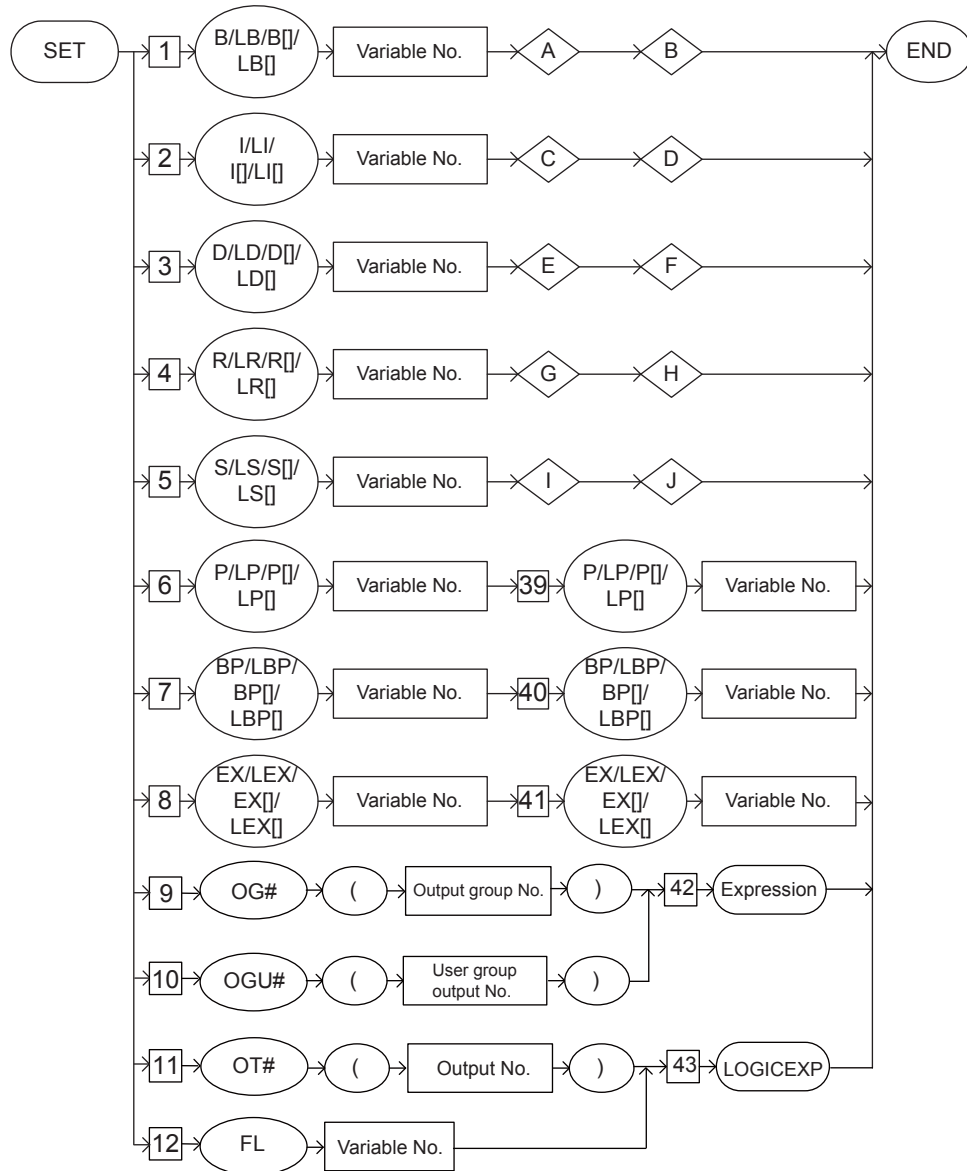 SET
1
B/LB/B[]/
LB[]
Variable No.
A
B
END
2
I/LI/
I[]/LI[]
Variable No.
C
D
3
D/LD/D[]/
LD[]
Variable No.
E
F
4
R/LR/R[]/
LR[]
Variable No.
G
H
5
S/LS/S[]/
LS[]
Variable No.
I
J
6
P/LP/P[]/
LP[]
Variable No.
39
P/LP/P[]/
LP[]
Variable No.
7
BP/LBP/
BP[]/
LBP[]
Variable No.
40
BP/LBP/
BP[]/
LBP[]
Variable No.
8
EX/LEX/
EX[]/
LEX[]
Variable No.
41
EX/LEX/
EX[]/
LEX[]
Variable No.
9
OG#
(
Output group No.
)
42
Expression
10
OGU#
(
User group
output No.
)
11
OT#
(
Output No.
)
43
LOGICEXP
12
FL
Variable No.